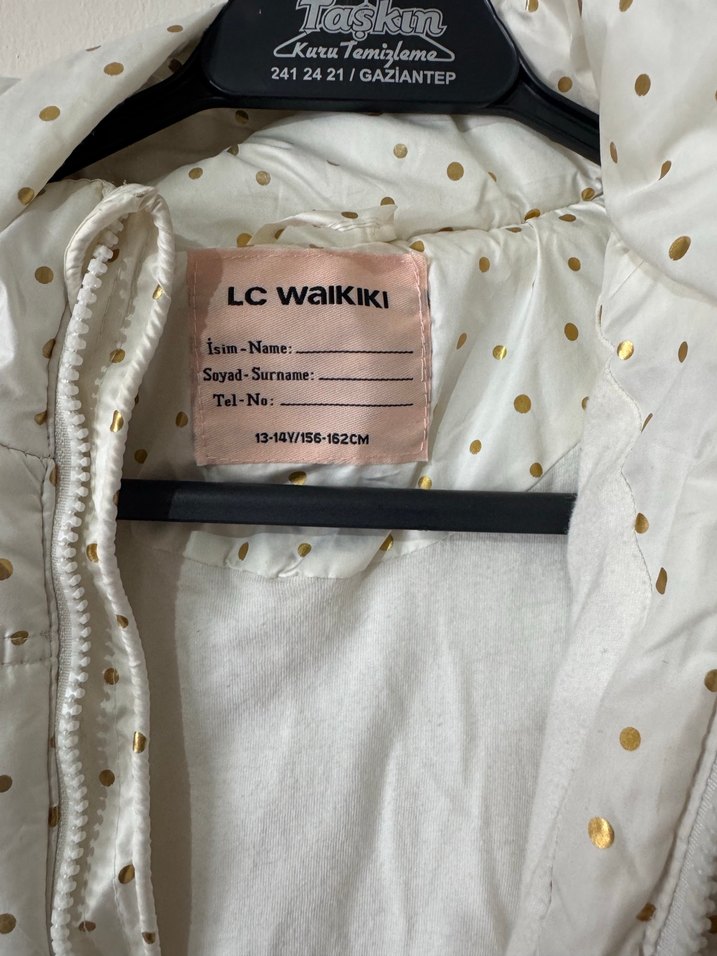 Taşkın
Kuru Temizleme
241 24 21 / GAZİANTEP
LC WAIKIKI
İsim-Name:
Soyad-Surname:
Tel-No:
13-14Y/156-162CM